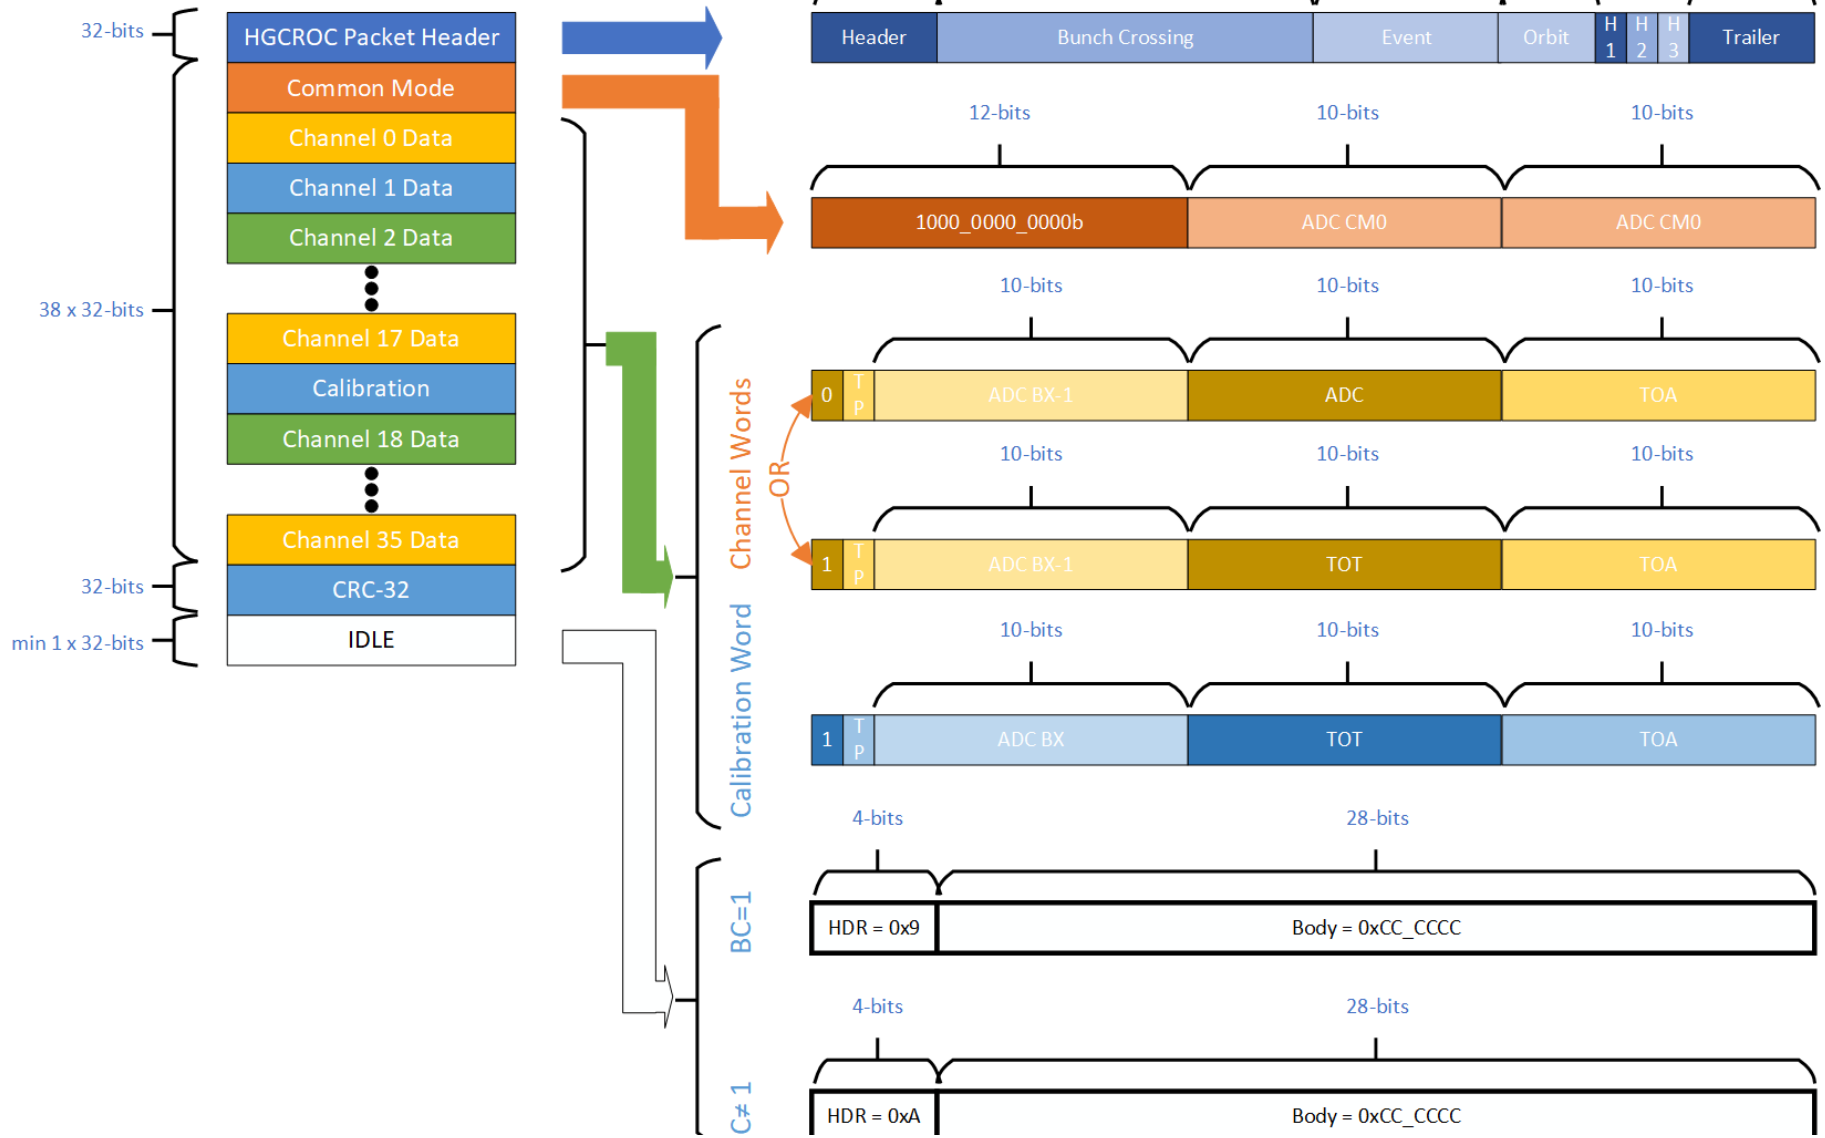 32-bits
HGCROC Packet Header
Common Mode
Channel 0 Data
Channel 1 Data
Channel 2 Data
38 x 32-bits
Channel 17 Data
Calibration
Channel 18 Data
Channel 35 Data
32-bits
CRC-32
min 1 x 32-bits
IDLE
Header
Bunch Crossing
Event
Orbit
H
1
H
2
H
3
Trailer
12-bits
10-bits
10-bits
1000_0000_0000b
ADC CM0
ADC CM0
Channel Words
OR
10-bits
10-bits
10-bits
0
T
P
ADC BX-1
ADC
TOA
10-bits
10-bits
10-bits
1
T
P
ADC BX-1
TOT
TOA
Calibration Word
10-bits
10-bits
10-bits
1
T
P
ADC BX
TOT
TOA
BC=1
4-bits
28-bits
HDR = 0x9
Body = 0xCC_CCCC
C≠ 1
4-bits
28-bits
HDR = 0xA
Body = 0xCC_CCCC